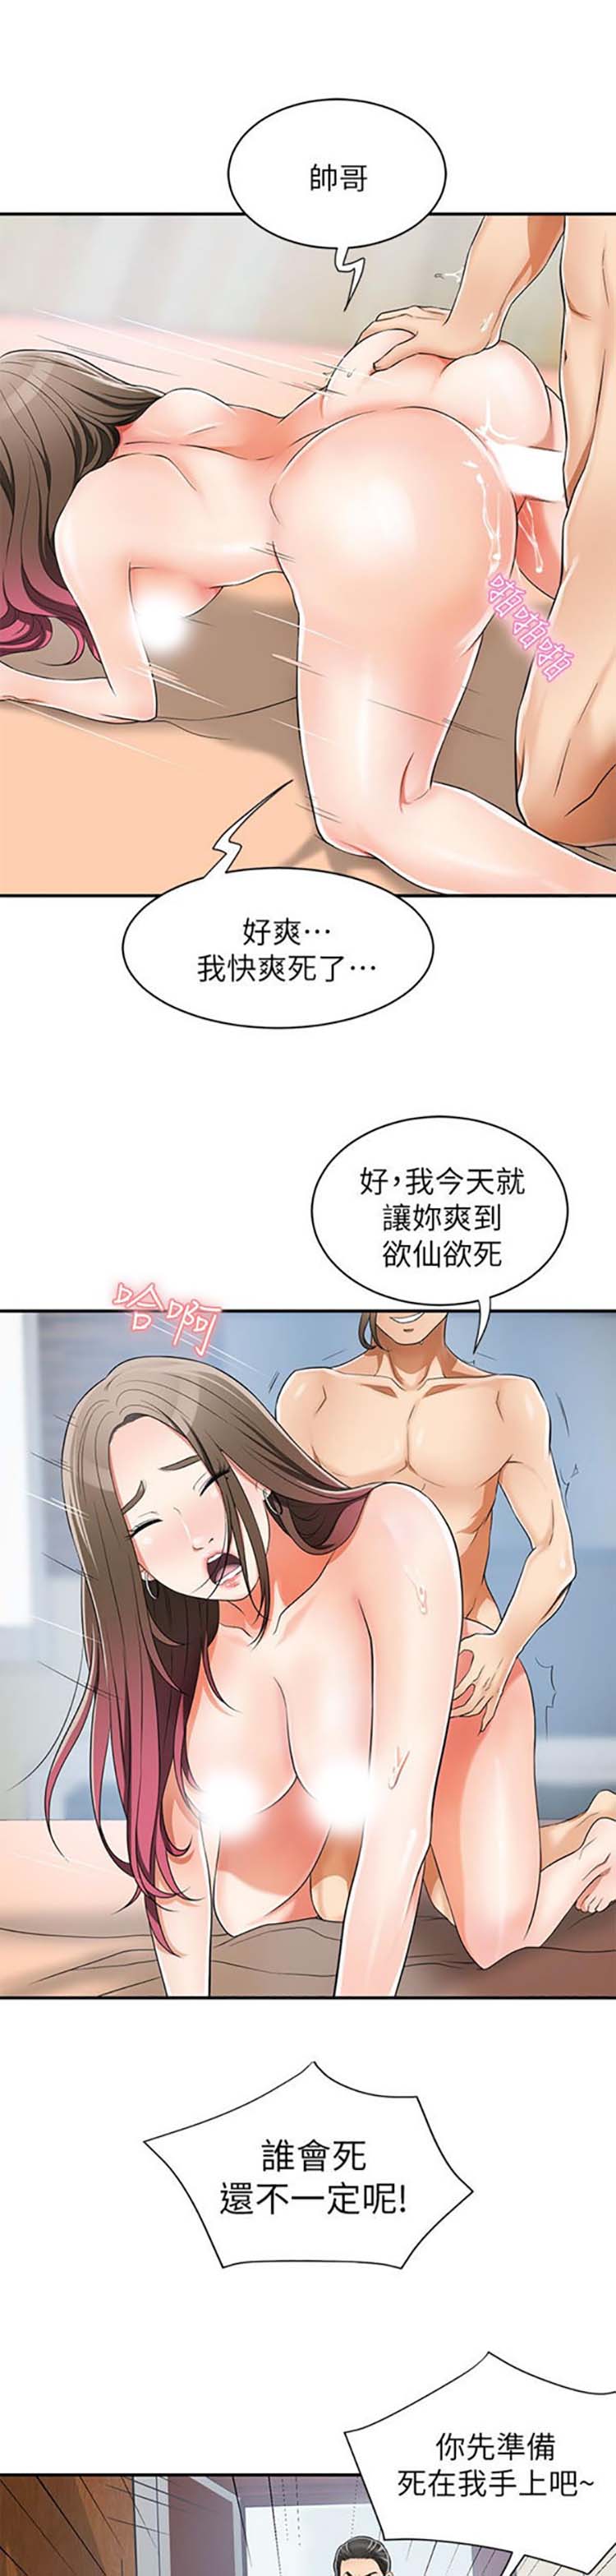 帥哥
啪啪啪
好爽…
我快爽死了…
好，我今天就
讓妳爽到
欲仙欲死
哈啊
誰會死
還不一定呢!
你先準備
死在我手上吧~